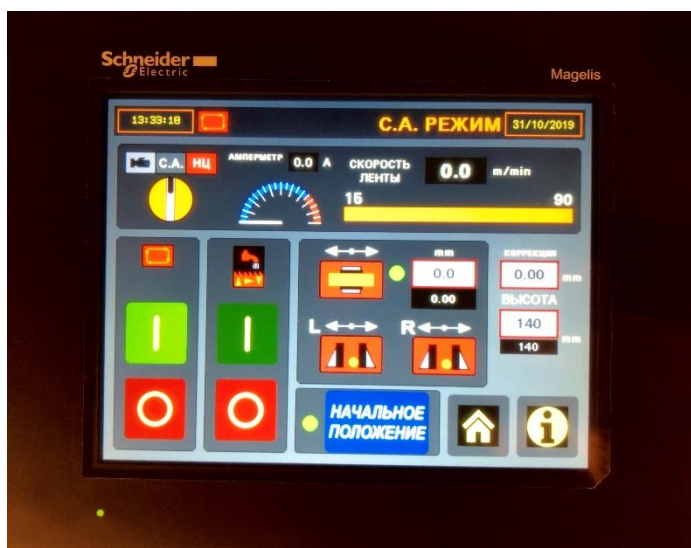 Schneider
Electric
Magelis
13:33:18
С.А. РЕЖИМ
31/10/2019
С.А.
НЦ
АМПЕРМЕТР
0.0 A
СКОРОСТЬ
ЛЕНТЫ
0.0
m/min
15
90
mm
0.0
0.00
КОРРЕКЦИЯ
0.00 mm
ВЫСОТА
140 mm
140
L
R
НАЧАЛЬНОЕ
ПОЛОЖЕНИЕ
i